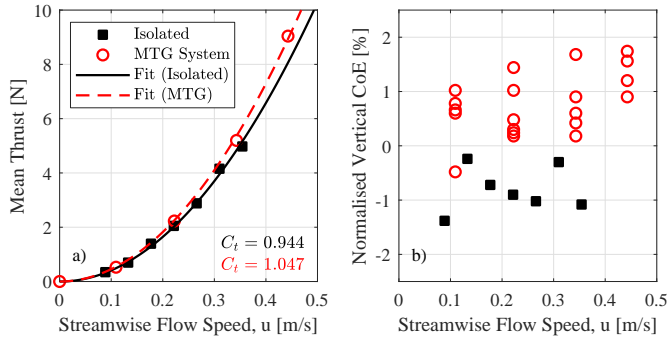 10
8
6
4
2
0
Mean Thrust [N]
Isolated
MTG System
Fit (Isolated)
Fit (MTG)
a)
C_t = 0.944
C_t = 1.047
0 0.1 0.2 0.3 0.4 0.5
Streamwise Flow Speed, u [m/s]
2
1
0
-1
-2
Normalised Vertical CoE [%]
b)
0 0.1 0.2 0.3 0.4 0.5
Streamwise Flow Speed, u [m/s]